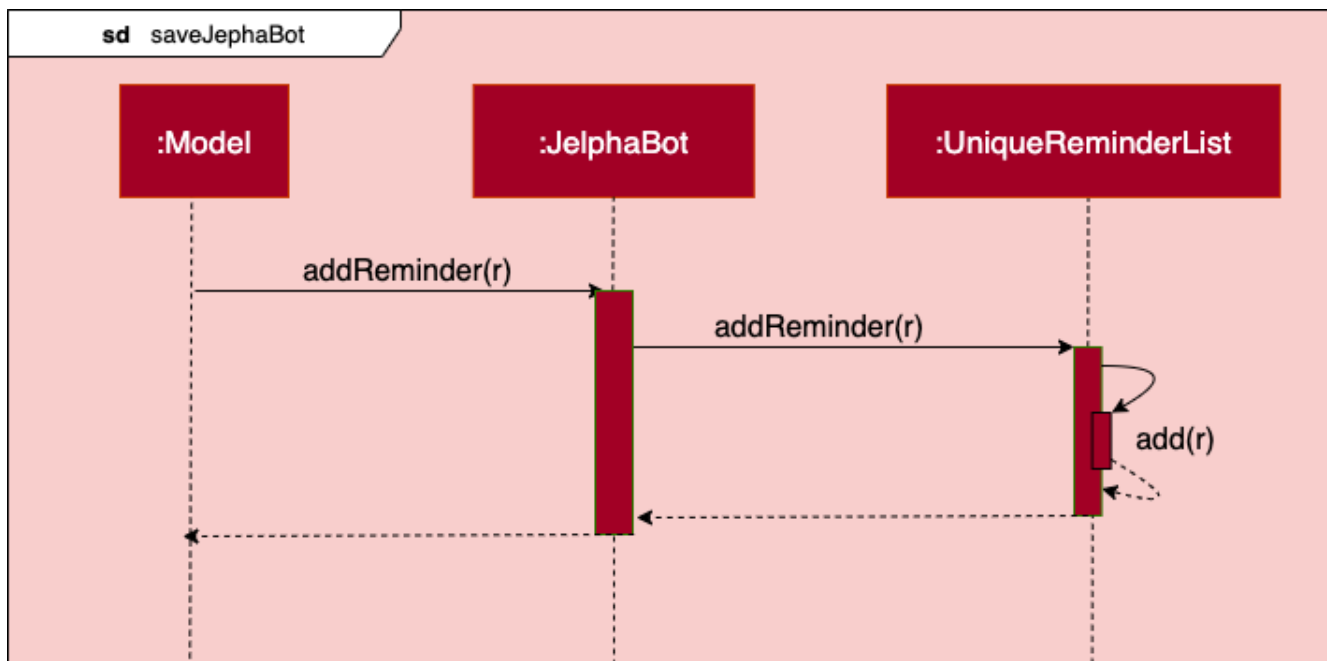 sd saveJephaBot
:Model
:JelphaBot
:UniqueReminderList
addReminder(r)
addReminder(r)
add(r)